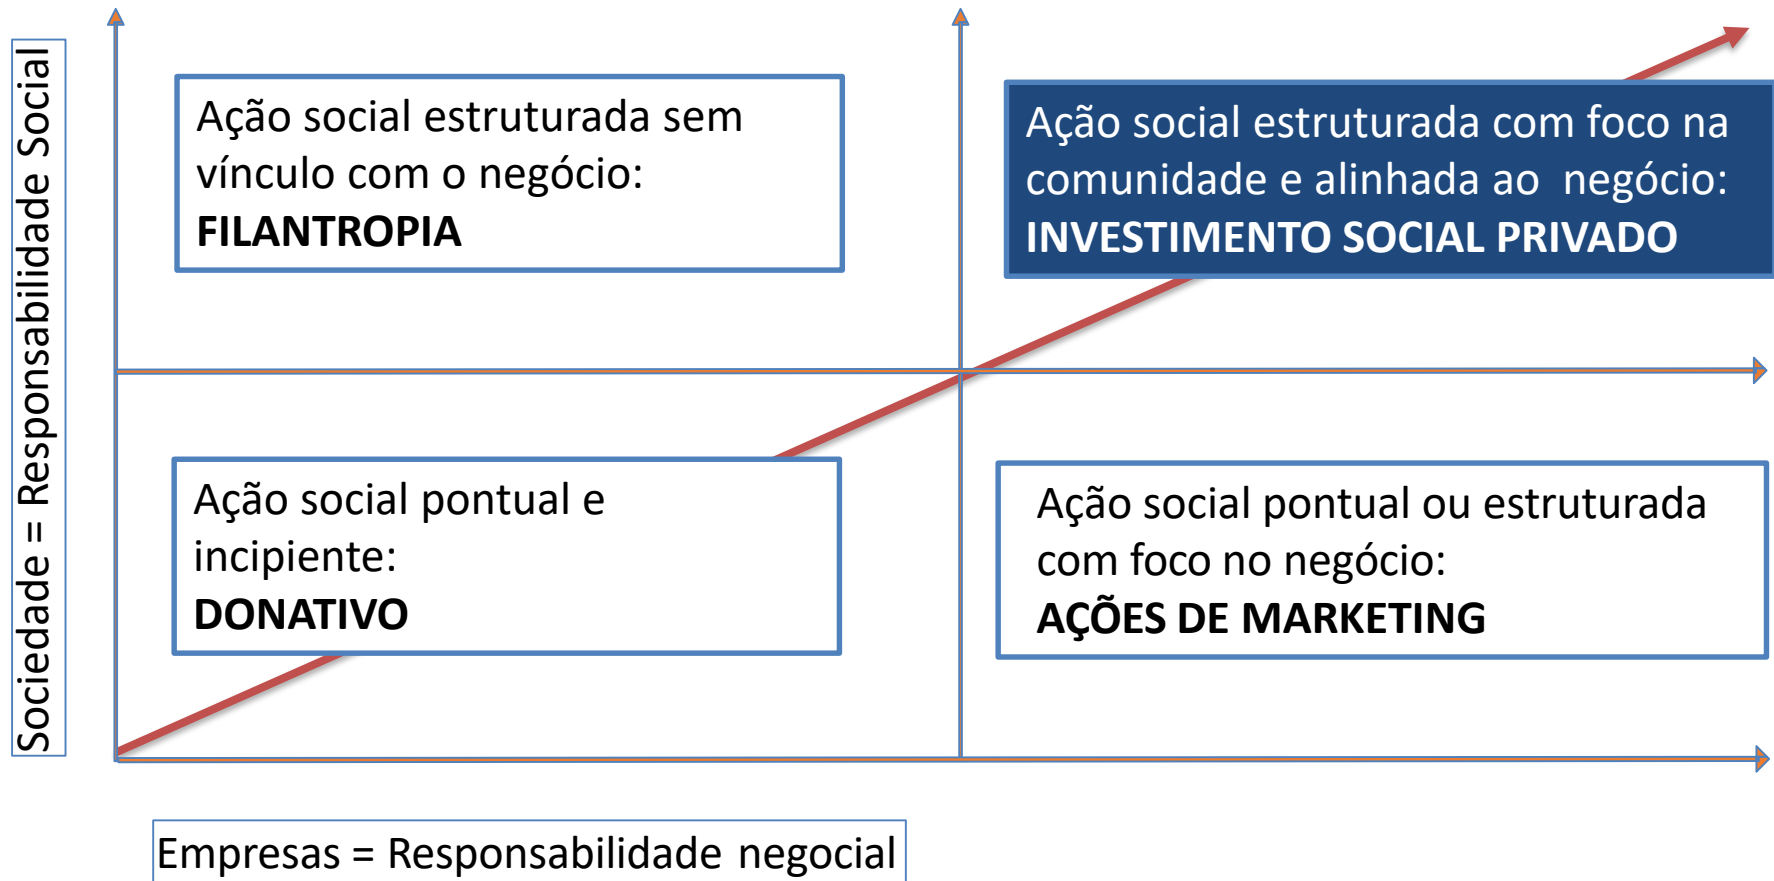 Sociedade = Responsabilidade Social
Ação social estruturada sem
vínculo com o negócio:
FILANTROPIA
Ação social estruturada com foco na
comunidade e alinhada ao negócio:
INVESTIMENTO SOCIAL PRIVADO
Ação social pontual e
incipiente:
DONATIVO
Ação social pontual ou estruturada
com foco no negócio:
AÇÕES DE MARKETING
Empresas = Responsabilidade negocial